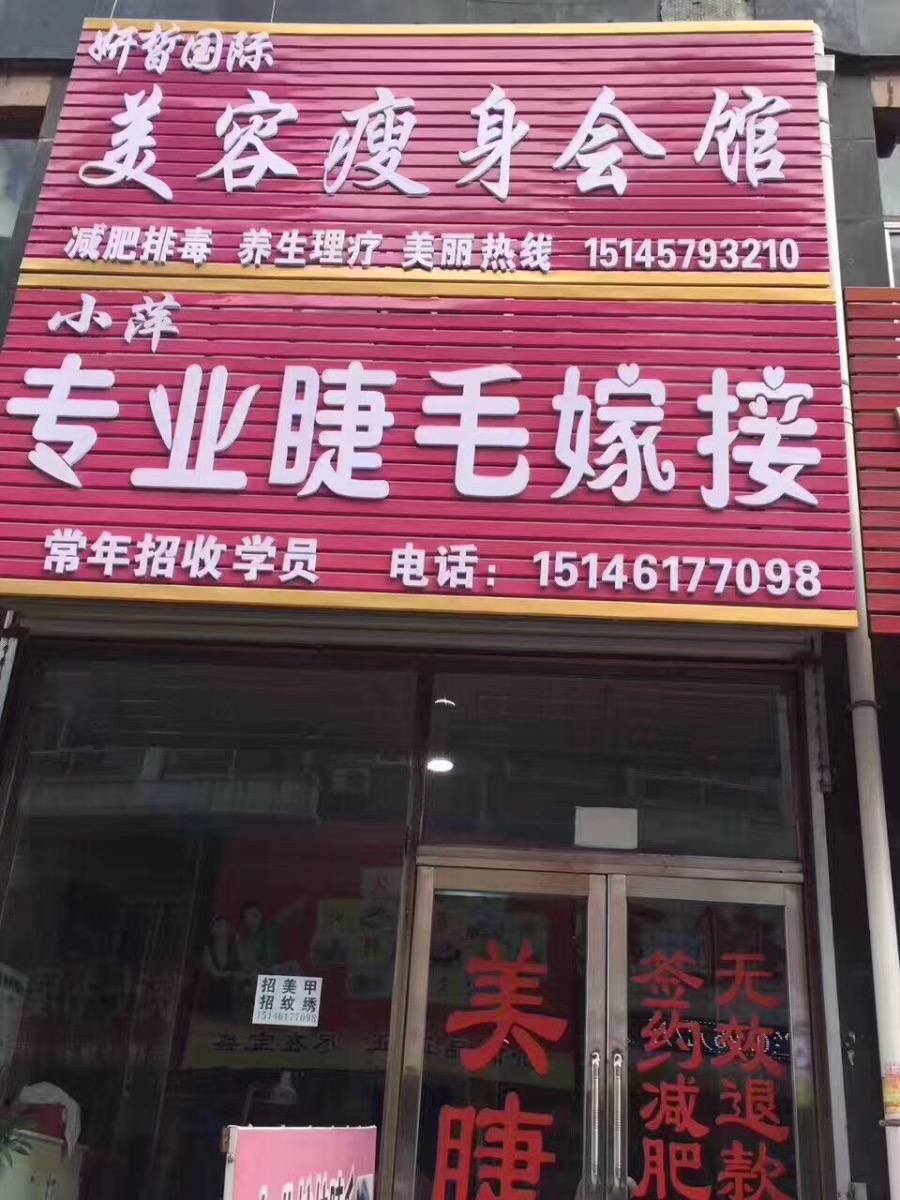 妍皙国际
美容瘦身会馆
减肥排毒 养生理疗 美丽热线 15145793210
小萍
专业睫毛嫁接
常年招收学员 电话：15146177098
招美甲
招纹绣
15146177098
美睫
无效退款
签约减肥